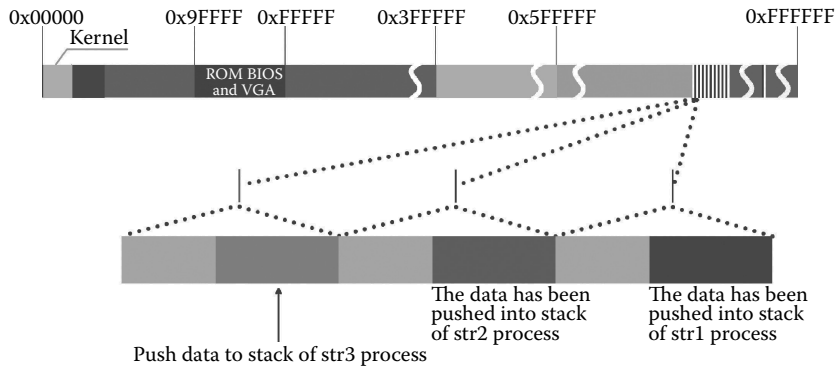 0x00000 0x9FFFF 0xFFFFF 0x3FFFFF 0x5FFFFF 0xFFFFFF
Kernel
ROM BIOS
and VGA
The data has been
pushed into stack
of str2 process
The data has been
pushed into stack
of str1 process
Push data to stack of str3 process